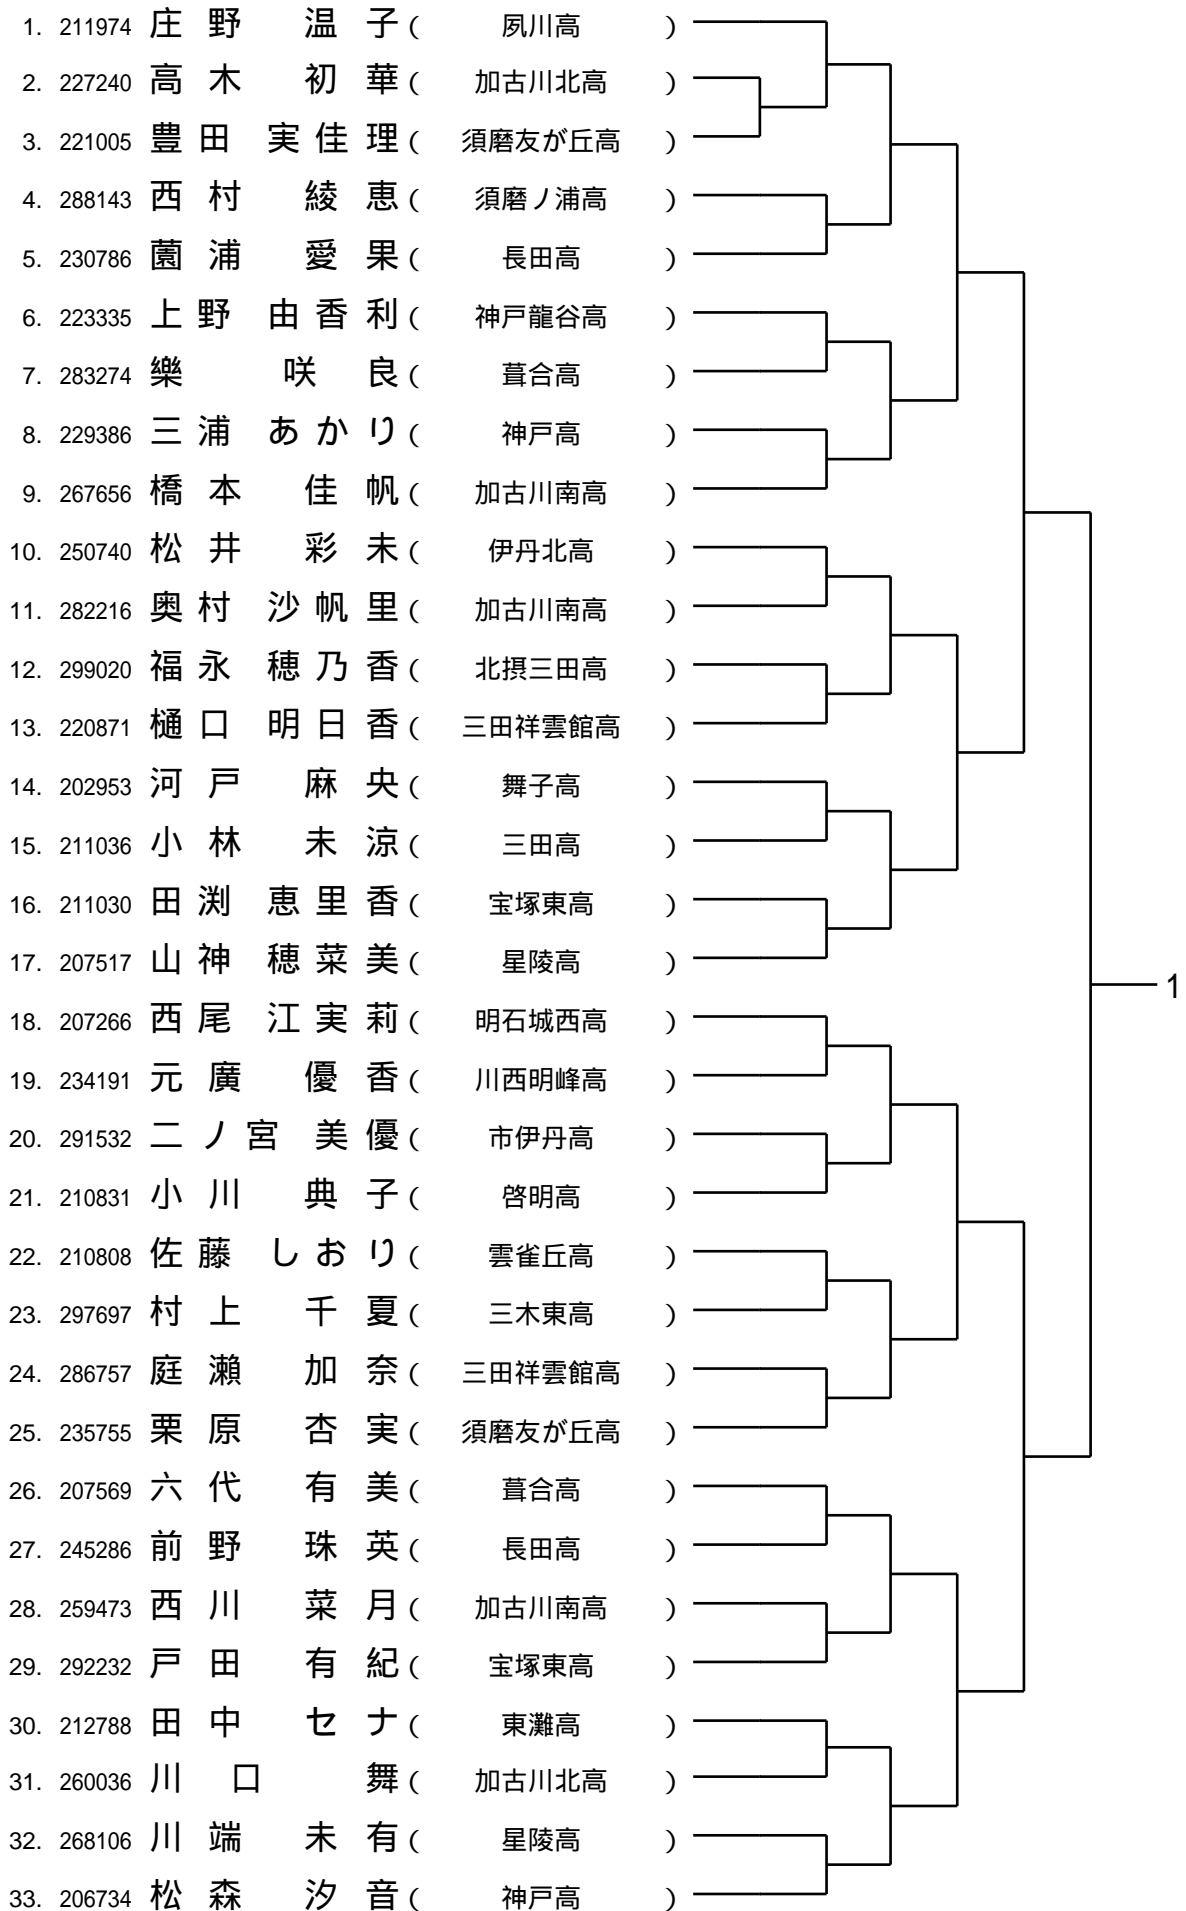 1. 211974 庄野 温子 ( 夙川高 )
2. 227240 高木 初華 ( 加古川北高 )
3. 221005 豊田 実佳理 ( 須磨友が丘高 )
4. 288143 西村 綾恵 ( 須磨ノ浦高 )
5. 230786 薗浦 愛果 ( 長田高 )
6. 223335 上野 由香利 ( 神戸龍谷高 )
7. 283274 樂 咲良 ( 葺合高 )
8. 229386 三浦 あかり ( 神戸高 )
9. 267656 橋本 佳帆 ( 加古川南高 )
10. 250740 松井 彩未 ( 伊丹北高 )
11. 282216 奥村 沙帆里 ( 加古川南高 )
12. 299020 福永 穂乃香 ( 北摂三田高 )
13. 220871 樋口 明日香 ( 三田祥雲館高 )
14. 202953 河戸 麻央 ( 舞子高 )
15. 211036 小林 未涼 ( 三田高 )
16. 211030 田渕 恵里香 ( 宝塚東高 )
17. 207517 山神 穂菜美 ( 星陵高 )
1
18. 207266 西尾 江実莉 ( 明石城西高 )
19. 234191 元廣 優香 ( 川西明峰高 )
20. 291532 二ノ宮 美優 ( 市伊丹高 )
21. 210831 小川 典子 ( 啓明高 )
22. 210808 佐藤 しおり ( 雲雀丘高 )
23. 297697 村上 千夏 ( 三木東高 )
24. 286757 庭瀬 加奈 ( 三田祥雲館高 )
25. 235755 栗原 杏実 ( 須磨友が丘高 )
26. 207569 六代 有美 ( 葺合高 )
27. 245286 前野 珠英 ( 長田高 )
28. 259473 西川 菜月 ( 加古川南高 )
29. 292232 戸田 有紀 ( 宝塚東高 )
30. 212788 田中 セナ ( 東灘高 )
31. 260036 川口 舞 ( 加古川北高 )
32. 268106 川端 未有 ( 星陵高 )
33. 206734 松森 汐音 ( 神戸高 )